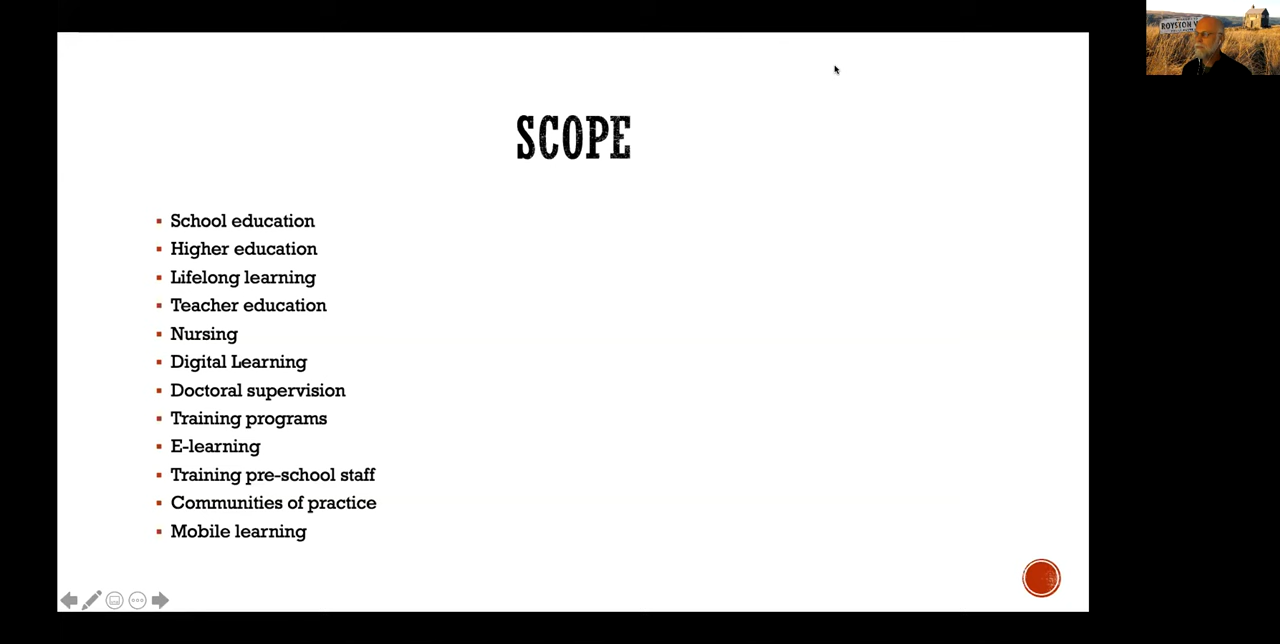 ROYSTON
SCOPE
School education
Higher education
Lifelong learning
Teacher education
Nursing
Digital Learning
Doctoral supervision
Training programs
E-learning
Training pre-school staff
Communities of practice
Mobile learning